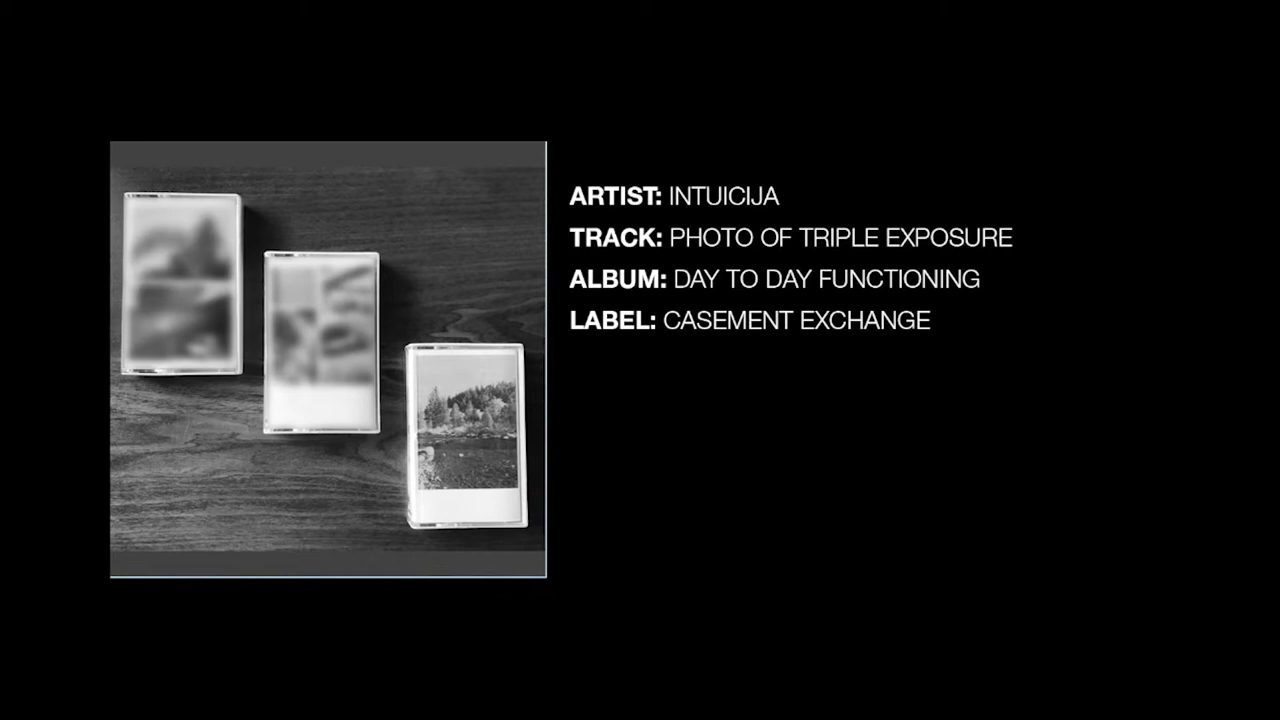 ARTIST: INTUICIJA
TRACK: PHOTO OF TRIPLE EXPOSURE
ALBUM: DAY TO DAY FUNCTIONING
LABEL: CASEMENT EXCHANGE